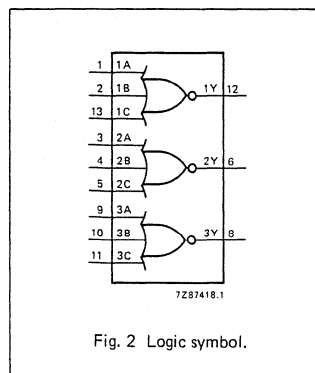 1 1A
2 1B 1Y 12
13 1C
3 2A
4 2B 2Y 6
5 2C
9 3A
10 3B 3Y 8
11 3C
7Z87418.1
Fig. 2 Logic symbol.